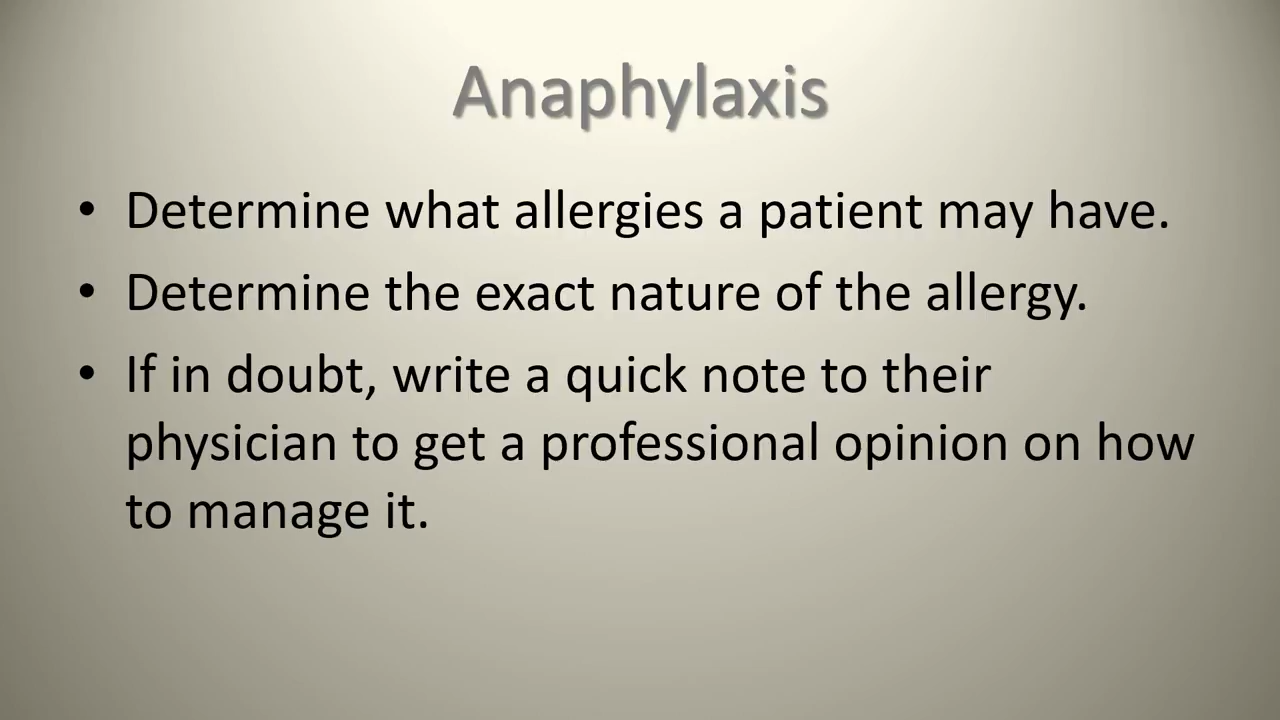 Anaphylaxis
• Determine what allergies a patient may have.
• Determine the exact nature of the allergy.
• If in doubt, write a quick note to their
physician to get a professional opinion on how
to manage it.